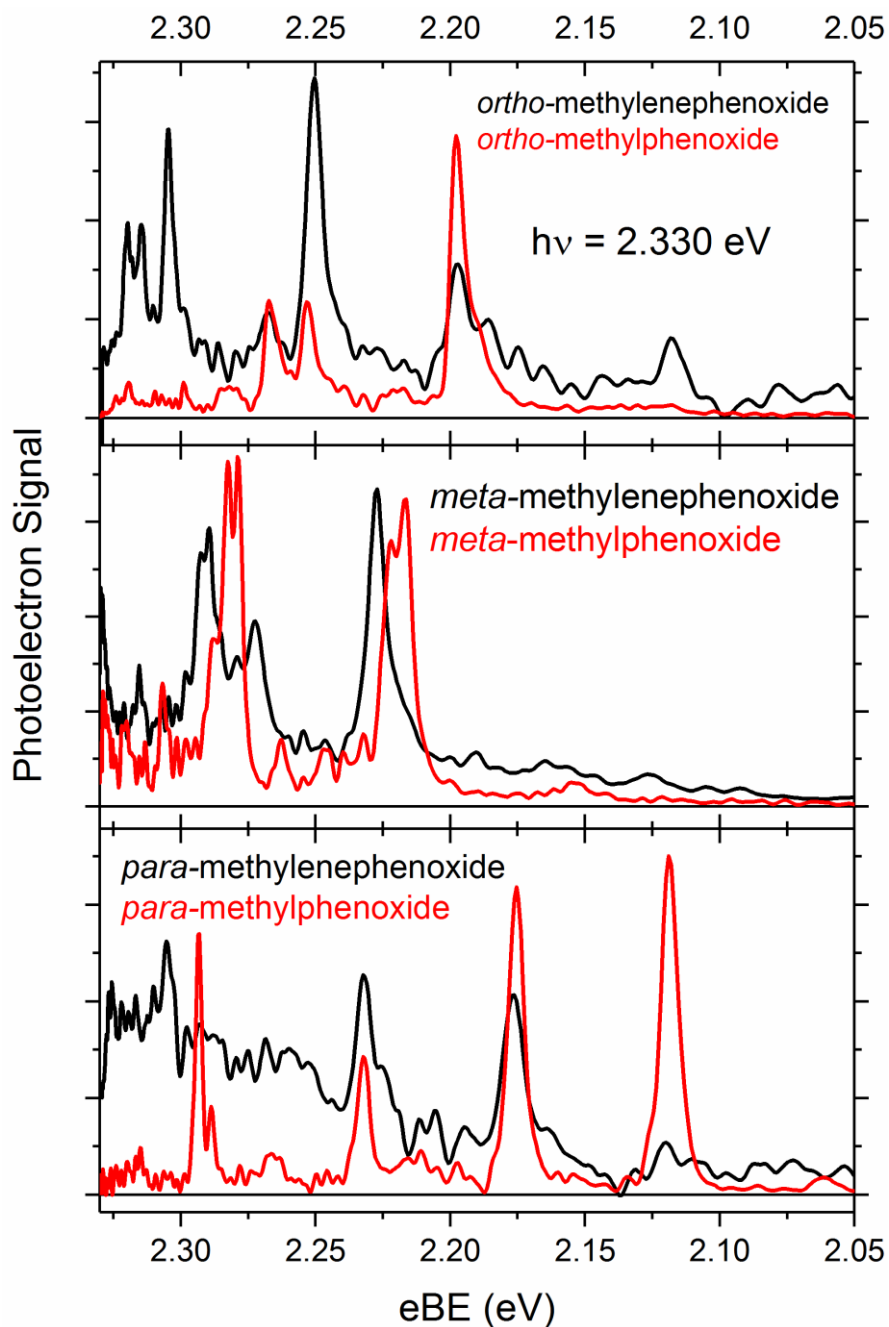 2.30 2.25 2.20 2.15 2.10 2.05
ortho-methylenephenoxide
ortho-methylphenoxide
hν = 2.330 eV
meta-methylenephenoxide
meta-methylphenoxide
Photoelectron Signal
para-methylenephenoxide
para-methylphenoxide
2.30 2.25 2.20 2.15 2.10 2.05
eBE (eV)